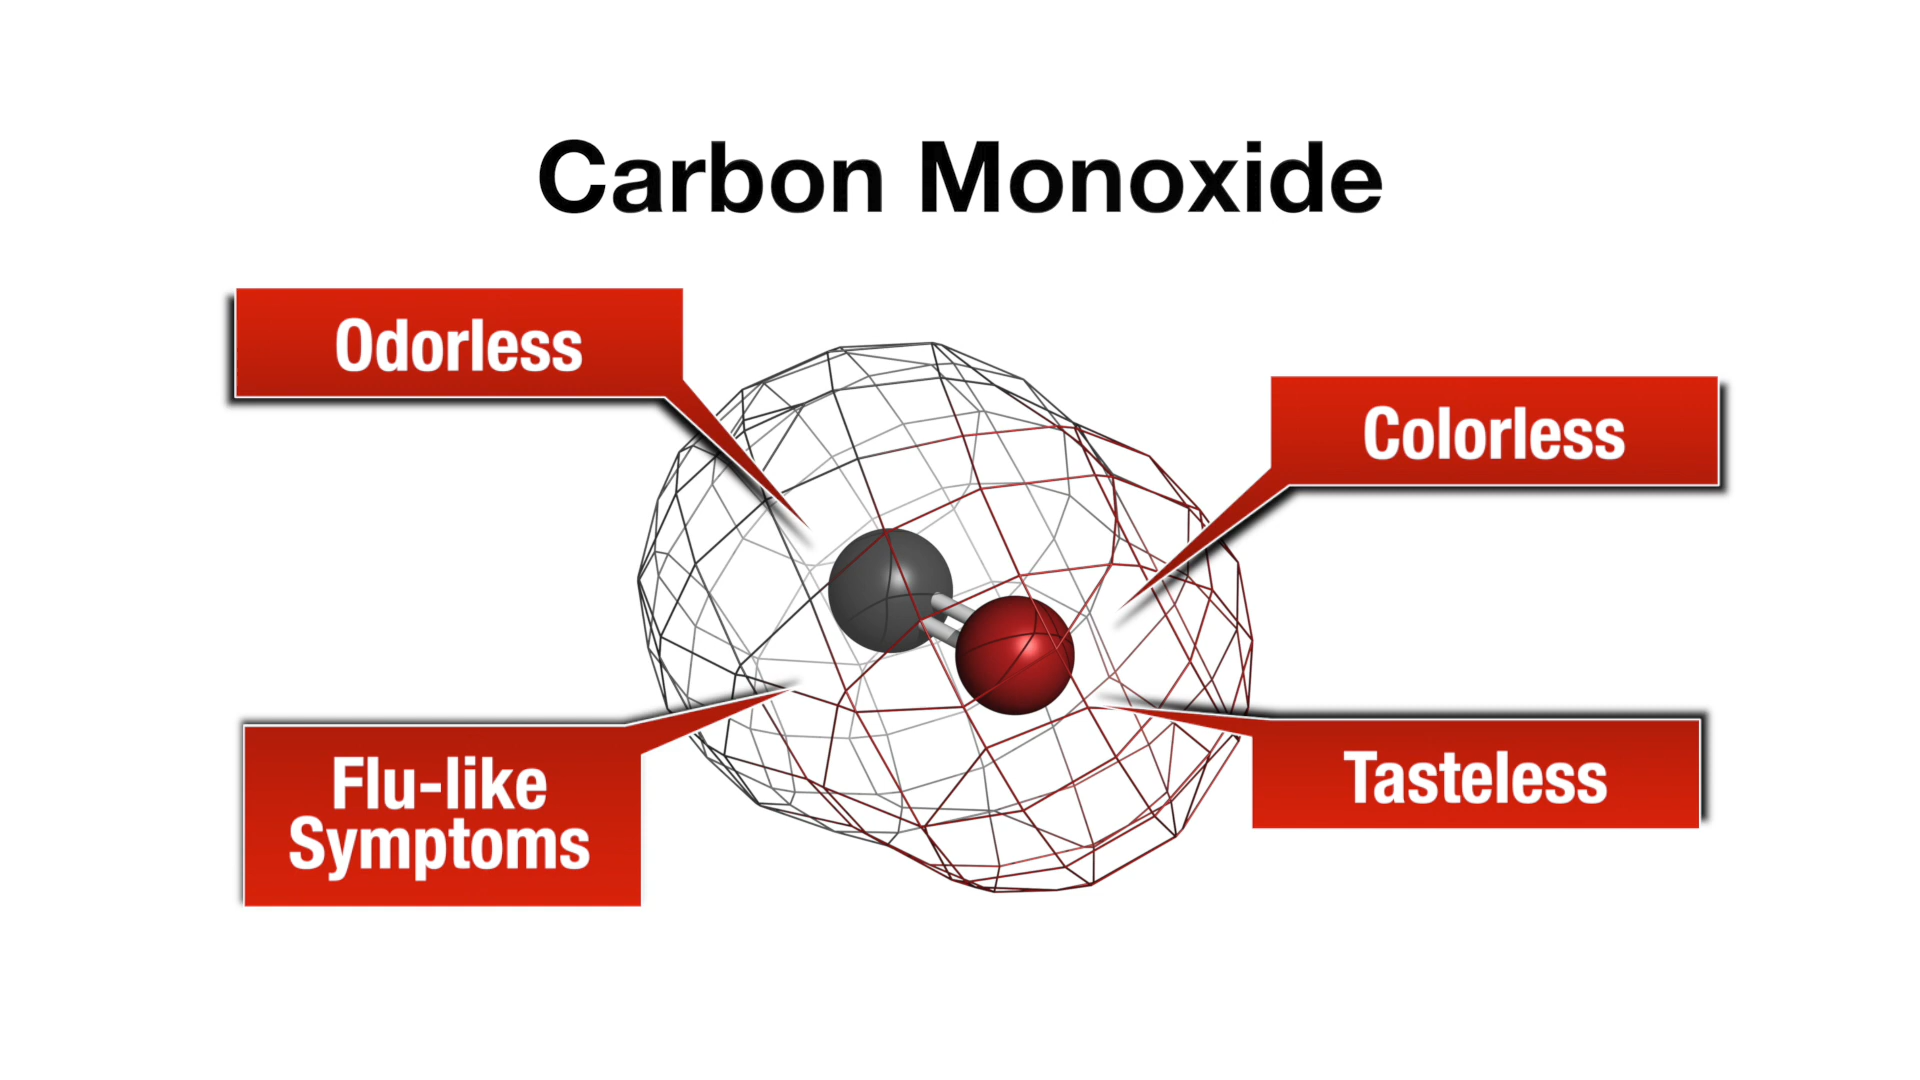 Carbon Monoxide
Odorless
Colorless
Flu-like
Symptoms
Tasteless